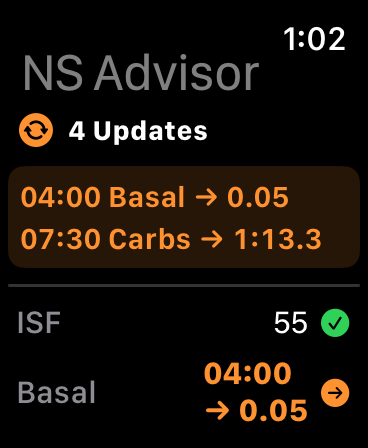 1:02
NS Advisor
4 Updates
04:00 Basal → 0.05
07:30 Carbs → 1:13.3
ISF 55
Basal 04:00
→ 0.05